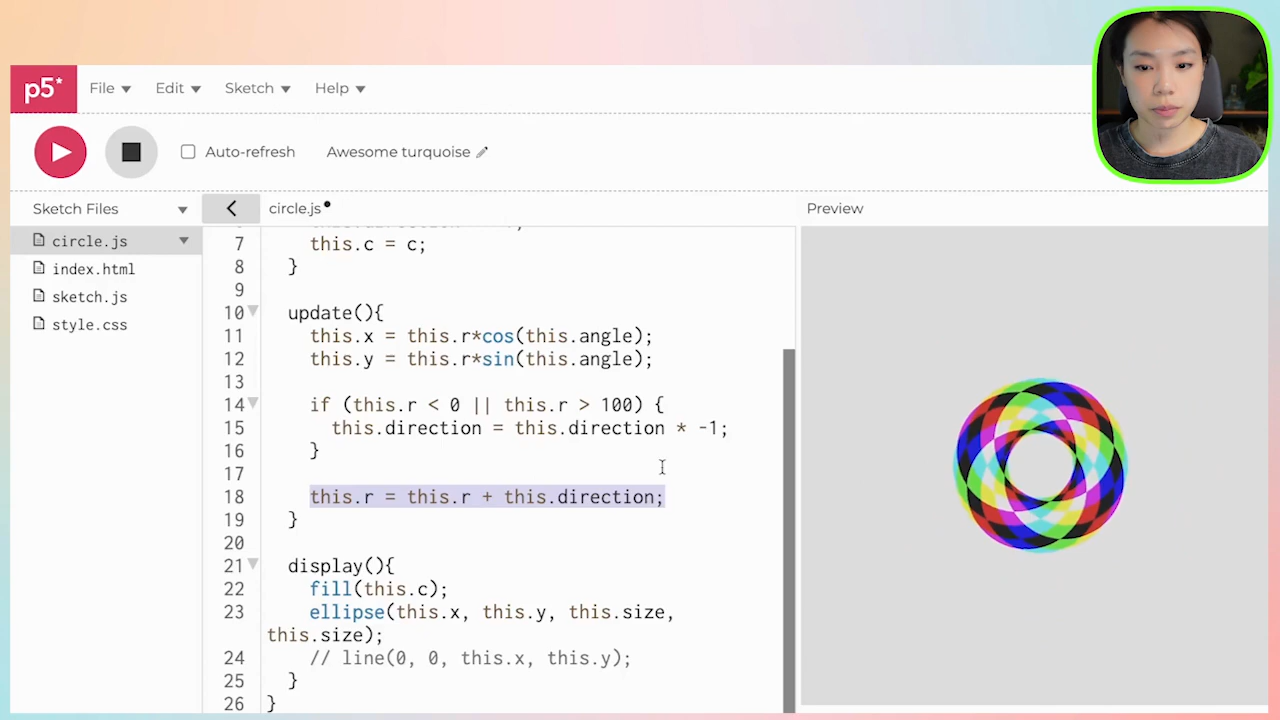 p5*
File
Edit
Sketch
Help
Auto-refresh
Awesome turquoise
Sketch Files
circle.js
Preview
circle.js
index.html
sketch.js
style.css
7 this.c = c;
8 }
9
10 update(){
11 this.x = this.r*cos(this.angle);
12 this.y = this.r*sin(this.angle);
13
14 if (this.r < 0 || this.r > 100) {
15 this.direction = this.direction * -1;
16 }
17
18 this.r = this.r + this.direction;
19 }
20
21 display(){
22 fill(this.c);
23 ellipse(this.x, this.y, this.size,
this.size);
24 // line(0, 0, this.x, this.y);
25 }
26 }